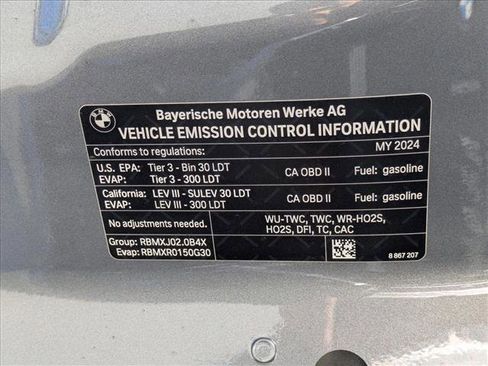 BMW
Bayerische Motoren Werke AG
VEHICLE EMISSION CONTROL INFORMATION
Conforms to regulations: MY 2024
U.S. EPA: Tier 3 - Bin 30 LDT CA OBD II Fuel: gasoline
EVAP: Tier 3 - 300 LDT
California: LEV III - SULEV 30 LDT CA OBD II Fuel: gasoline
EVAP: LEV III - 300 LDT
No adjustments needed. WU-TWC, TWC, WR-HO2S,
HO2S, DFI, TC, CAC
Group: RBMXJ02.0B4X
Evap: RBMXR0150G30 8 867 207